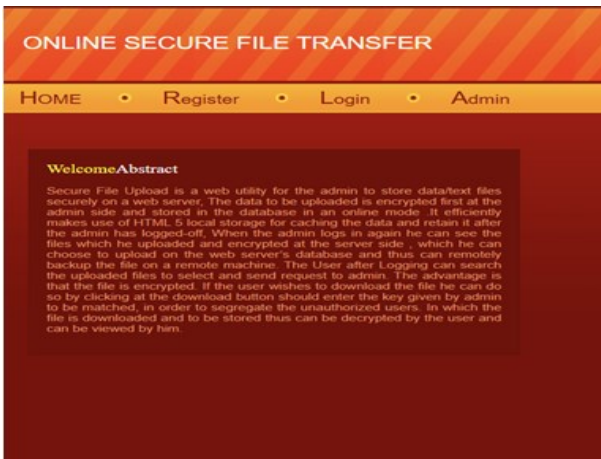 ONLINE SECURE FILE TRANSFER
HOME • Register • Login • Admin
WelcomeAbstract
Secure File Upload is a web utility for the admin to store data/text files
securely on a web server, The data to be uploaded is encrypted first at the
admin side and stored in the database in an online mode .It efficiently
makes use of HTML 5 local storage for caching the data and retain it after
the admin has logged-off, When the admin logs in again he can see the
files which he uploaded and encrypted at the server side , which he can
choose to upload on the web server's database and thus can remotely
backup the file on a remote machine. The User after Logging can search
the uploaded files to select and send request to admin. The advantage is
that the file is encrypted. If the user wishes to download the file he can do
so by clicking at the download button should enter the key given by admin
to be matched, in order to segregate the unauthorized users. In which the
file is downloaded and to be stored thus can be decrypted by the user and
can be viewed by him.